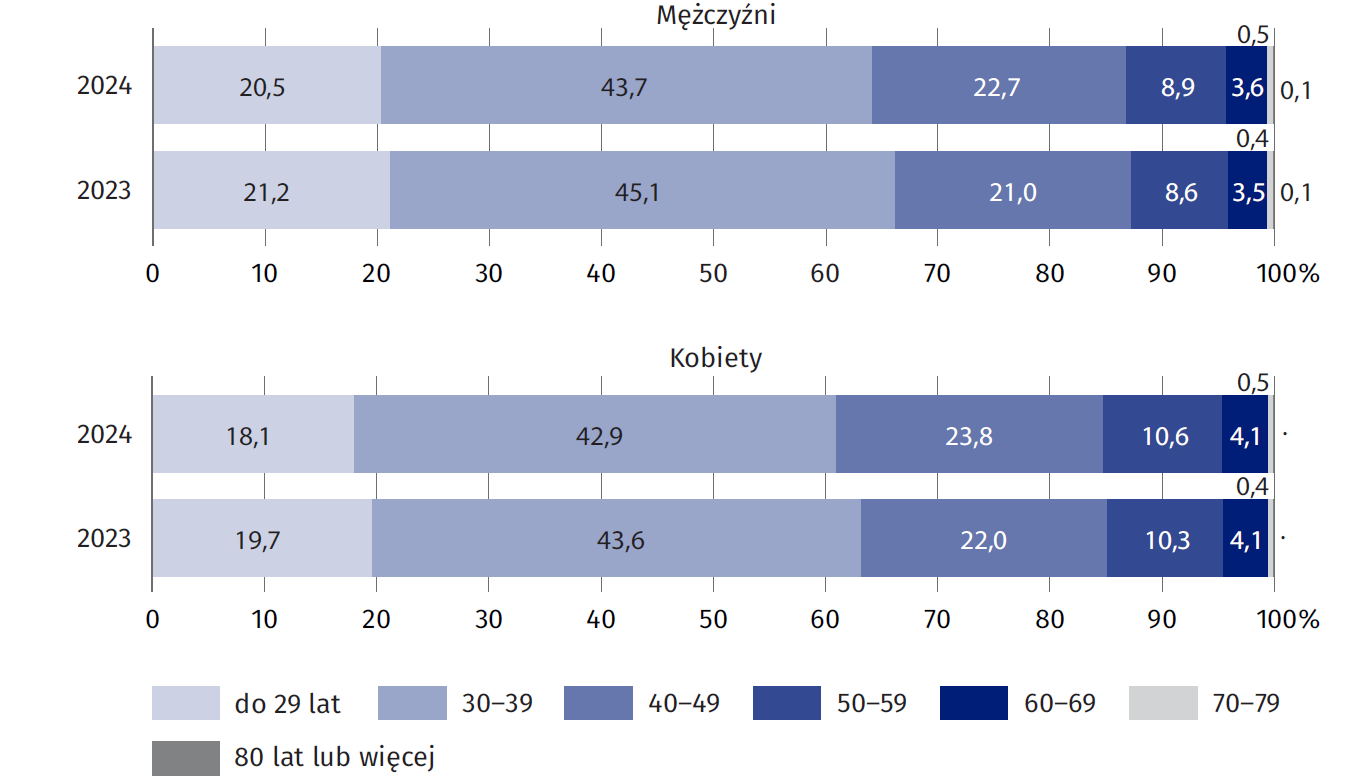 Mężczyźni
0,5
2024 20,5 43,7 22,7 8,9 3,6 0,1
0,4
2023 21,2 45,1 21,0 8,6 3,5 0,1
0 10 20 30 40 50 60 70 80 90 100%
Kobiety
0,5
2024 18,1 42,9 23,8 10,6 4,1 .
0,4
2023 19,7 43,6 22,0 10,3 4,1 .
0 10 20 30 40 50 60 70 80 90 100%
do 29 lat 30–39 40–49 50–59 60–69 70–79
80 lat lub więcej